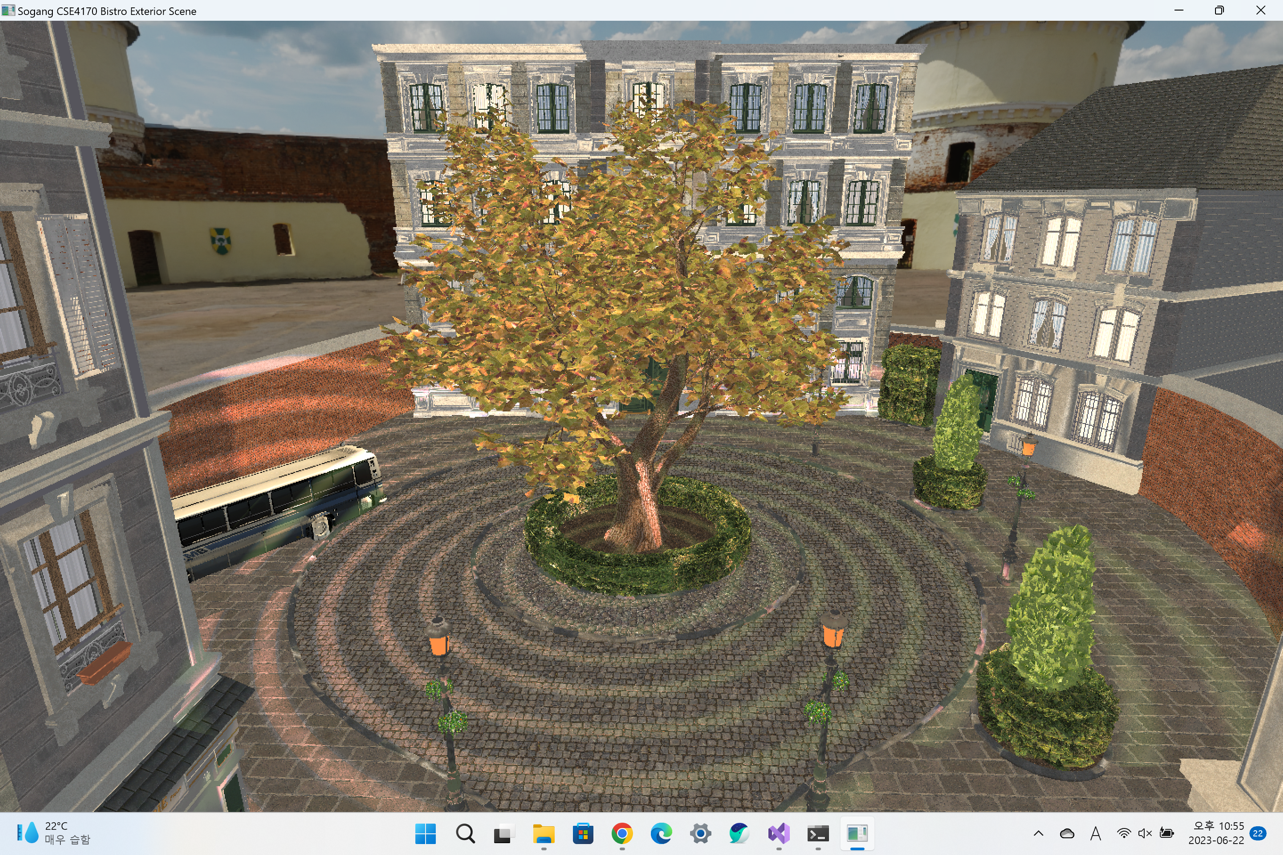 Sogang CSE4170 Bistro Exterior Scene
22°C
매우 습함
A
오후 10:55
2023-06-22
22